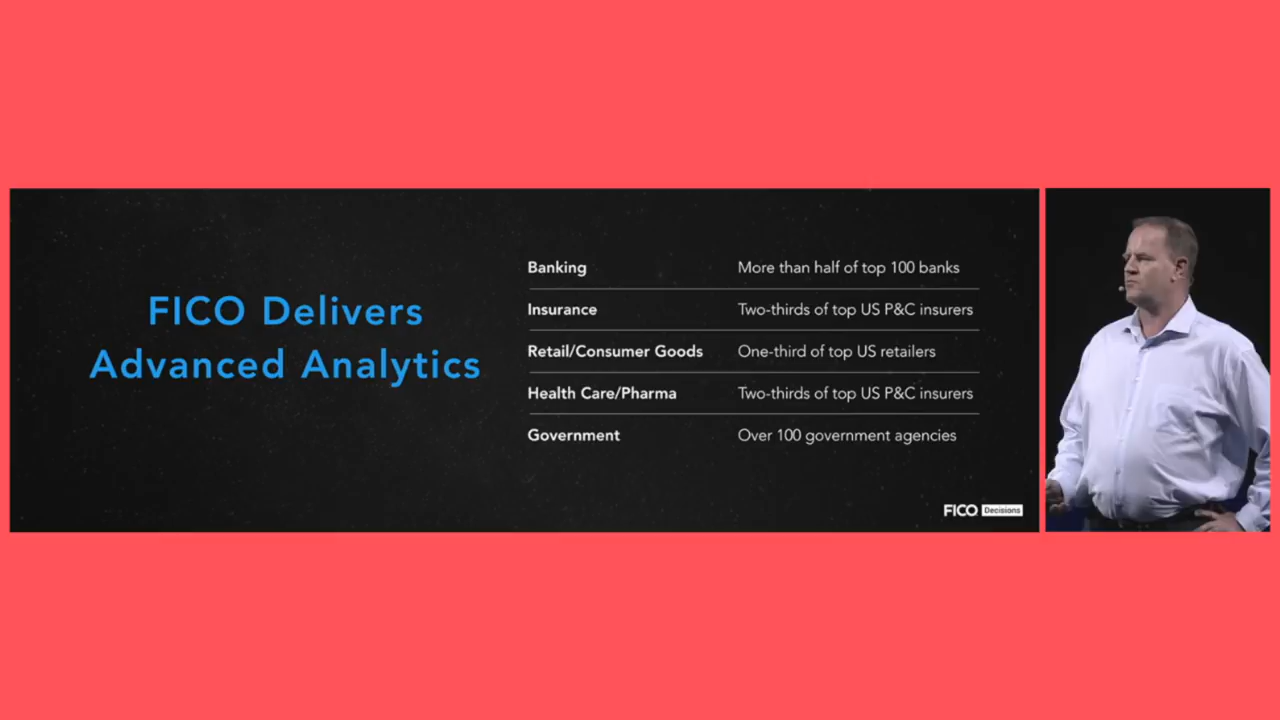 FICO Delivers
Advanced Analytics
Banking More than half of top 100 banks
Insurance Two-thirds of top US P&C insurers
Retail/Consumer Goods One-third of top US retailers
Health Care/Pharma Two-thirds of top US P&C insurers
Government Over 100 government agencies
FICO Decisions